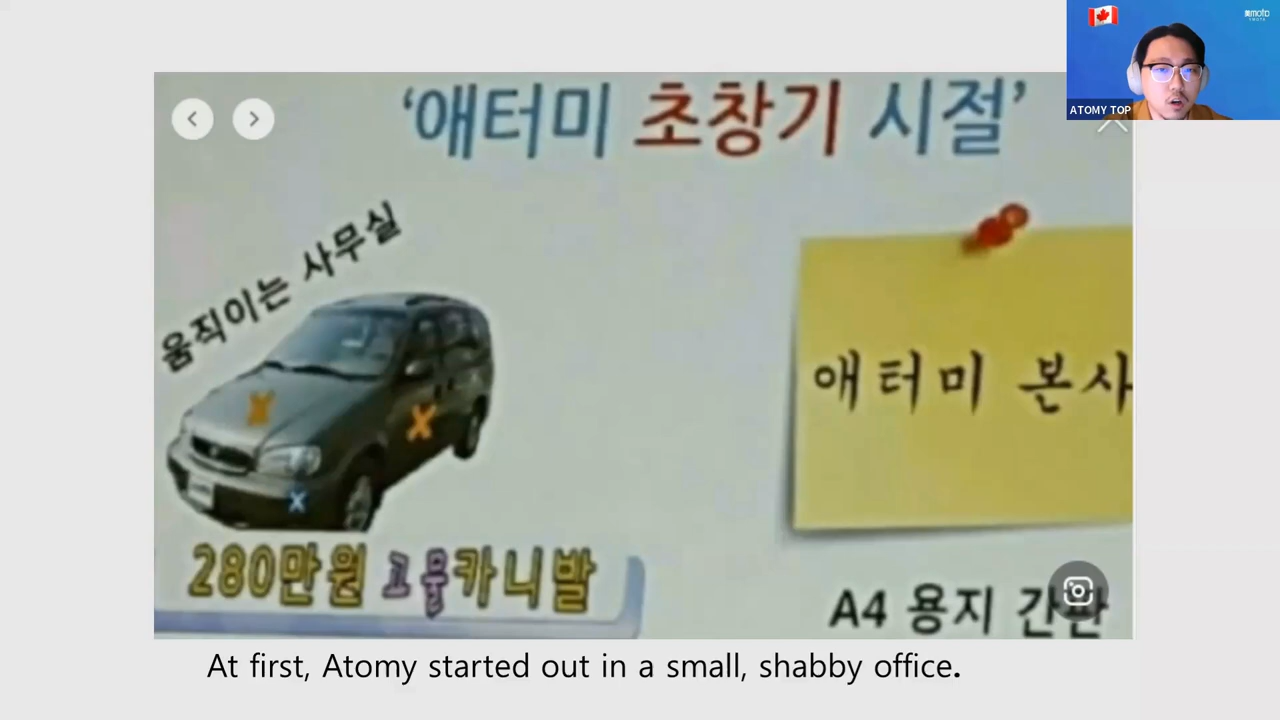 ‘애터미 초창기 시절’
움직이는 사무실
애터미 본사
280만원 고물카니발
A4 용지 간판
At first, Atomy started out in a small, shabby office.
ATOMY TOP